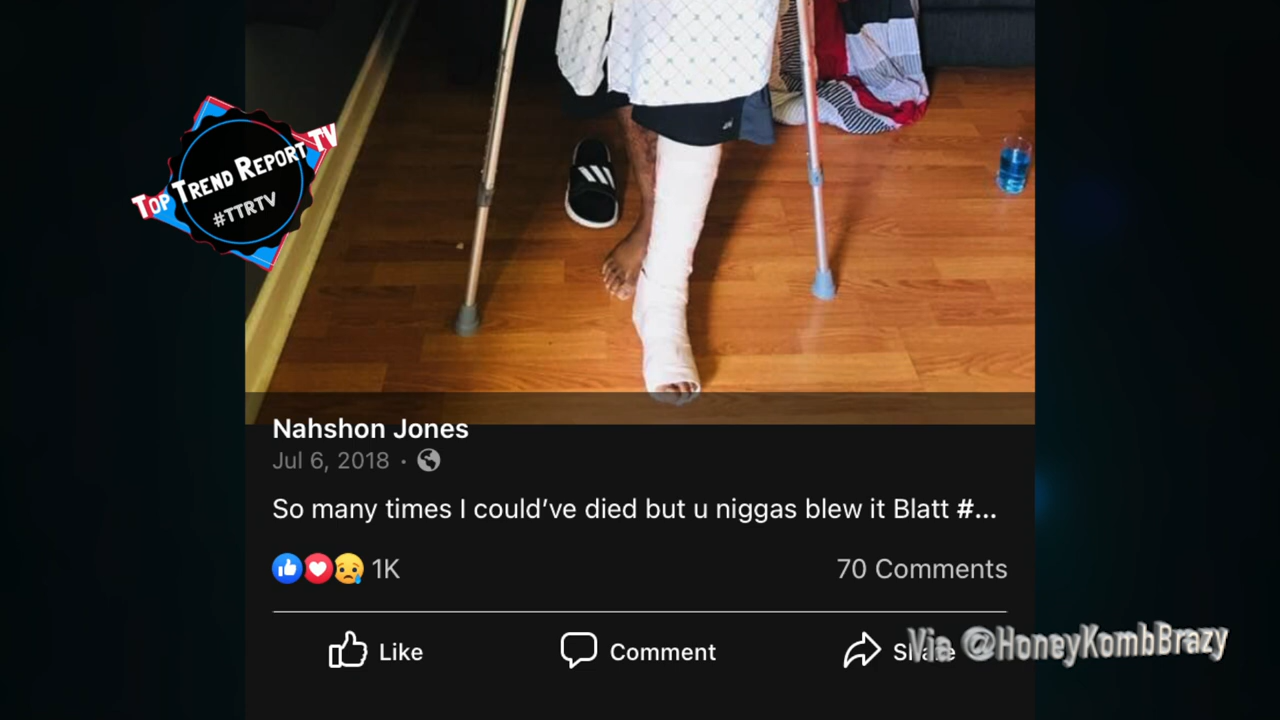 Top Trend Report TV
#TTRTV
Nahshon Jones
Jul 6, 2018 ·
So many times I could’ve died but u niggas blew it Blatt #...
1K
70 Comments
Like
Comment
Share
Via @HoneyKombBrazy